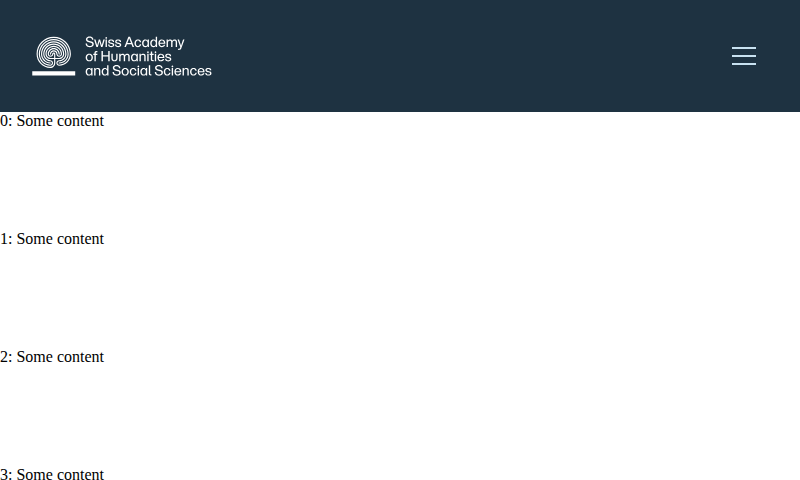 Swiss Academy
of Humanities
and Social Sciences
0: Some content
1: Some content
2: Some content
3: Some content